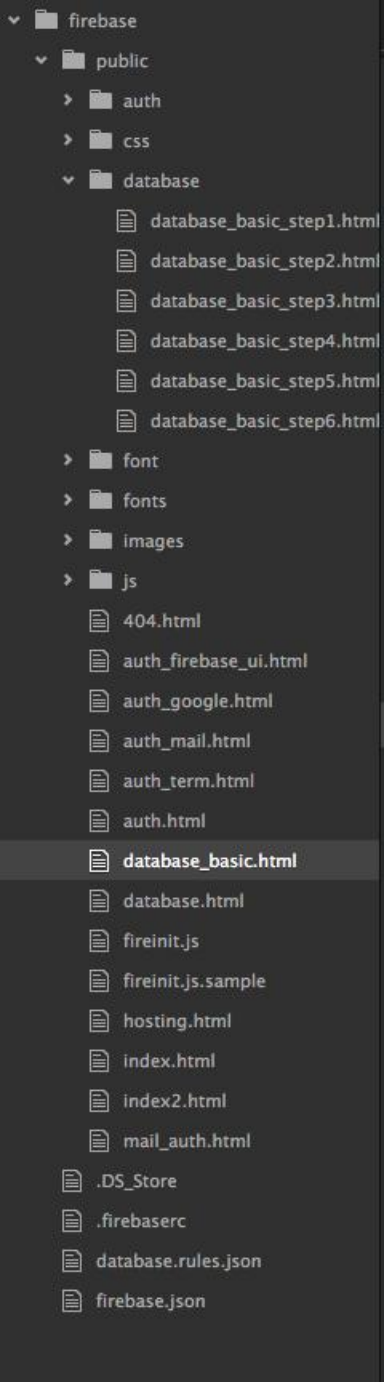 firebase
public
auth
css
database
database_basic_step1.html
database_basic_step2.html
database_basic_step3.html
database_basic_step4.html
database_basic_step5.html
database_basic_step6.html
font
fonts
images
js
404.html
auth_firebase_ui.html
auth_google.html
auth_mail.html
auth_term.html
auth.html
database_basic.html
database.html
fireinit.js
fireinit.js.sample
hosting.html
index.html
index2.html
mail_auth.html
.DS_Store
.firebaserc
database.rules.json
firebase.json